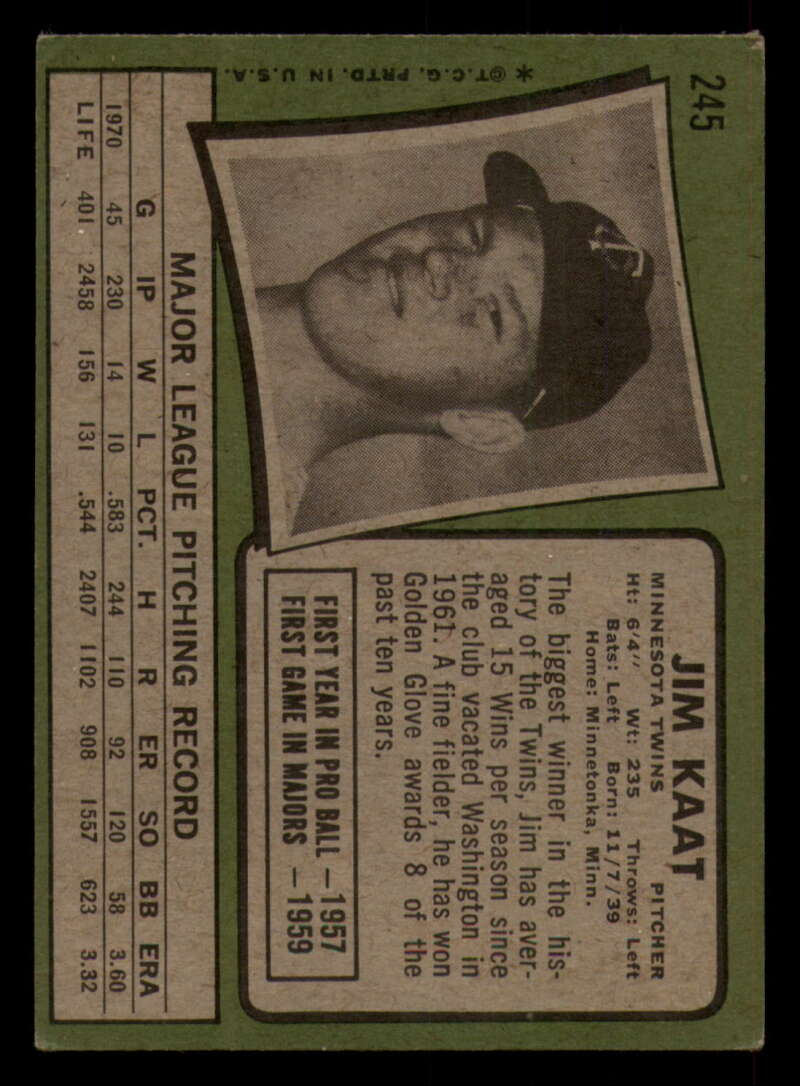 245
*©T.C.G. PRTD. IN U.S.A.
JIM KAAT
MINNESOTA TWINS PITCHER
Ht: 6'4" Wt: 235 Throws: Left
Bats: Left Born: 11/7/39
Home: Minnetonka, Minn.
The biggest winner in the his-
tory of the Twins, Jim has aver-
aged 15 Wins per season since
the club vacated Washington in
1961. A fine fielder, he has won
Golden Glove awards 8 of the
past ten years.
FIRST YEAR IN PRO BALL —1957
FIRST GAME IN MAJORS —1959
MAJOR LEAGUE PITCHING RECORD
G IP W L PCT. H R ER SO BB ERA
1970 45 230 14 10 .583 244 110 92 120 58 3.60
LIFE 401 2458 156 131 .544 2407 1102 908 1557 623 3.32